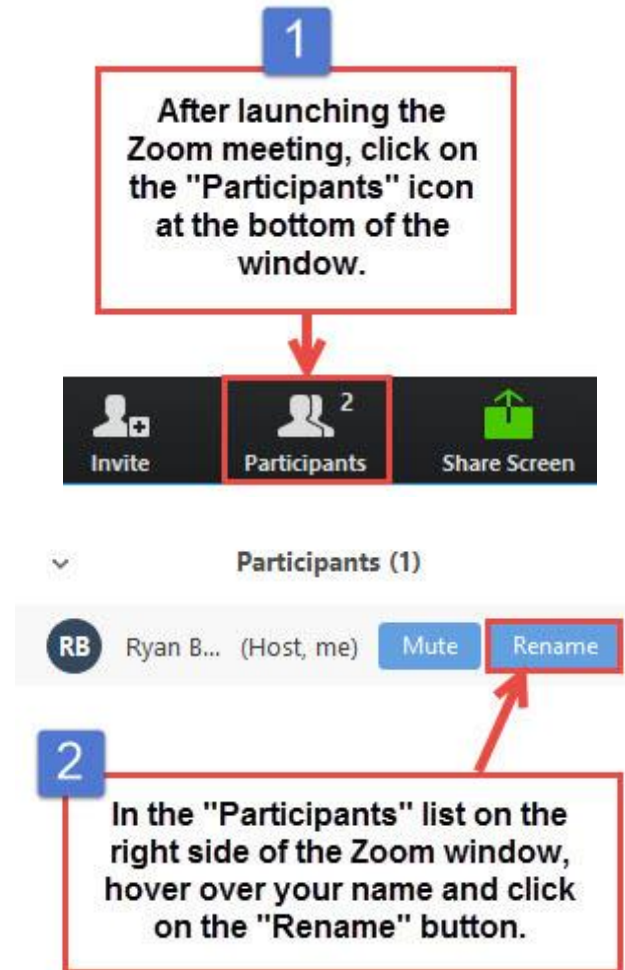 1
After launching the
Zoom meeting, click on
the "Participants" icon
at the bottom of the
window.
2
Invite Participants Share Screen
Participants (1)
RB Ryan B... (Host, me) Mute Rename
2
In the "Participants" list on the
right side of the Zoom window,
hover over your name and click
on the "Rename" button.